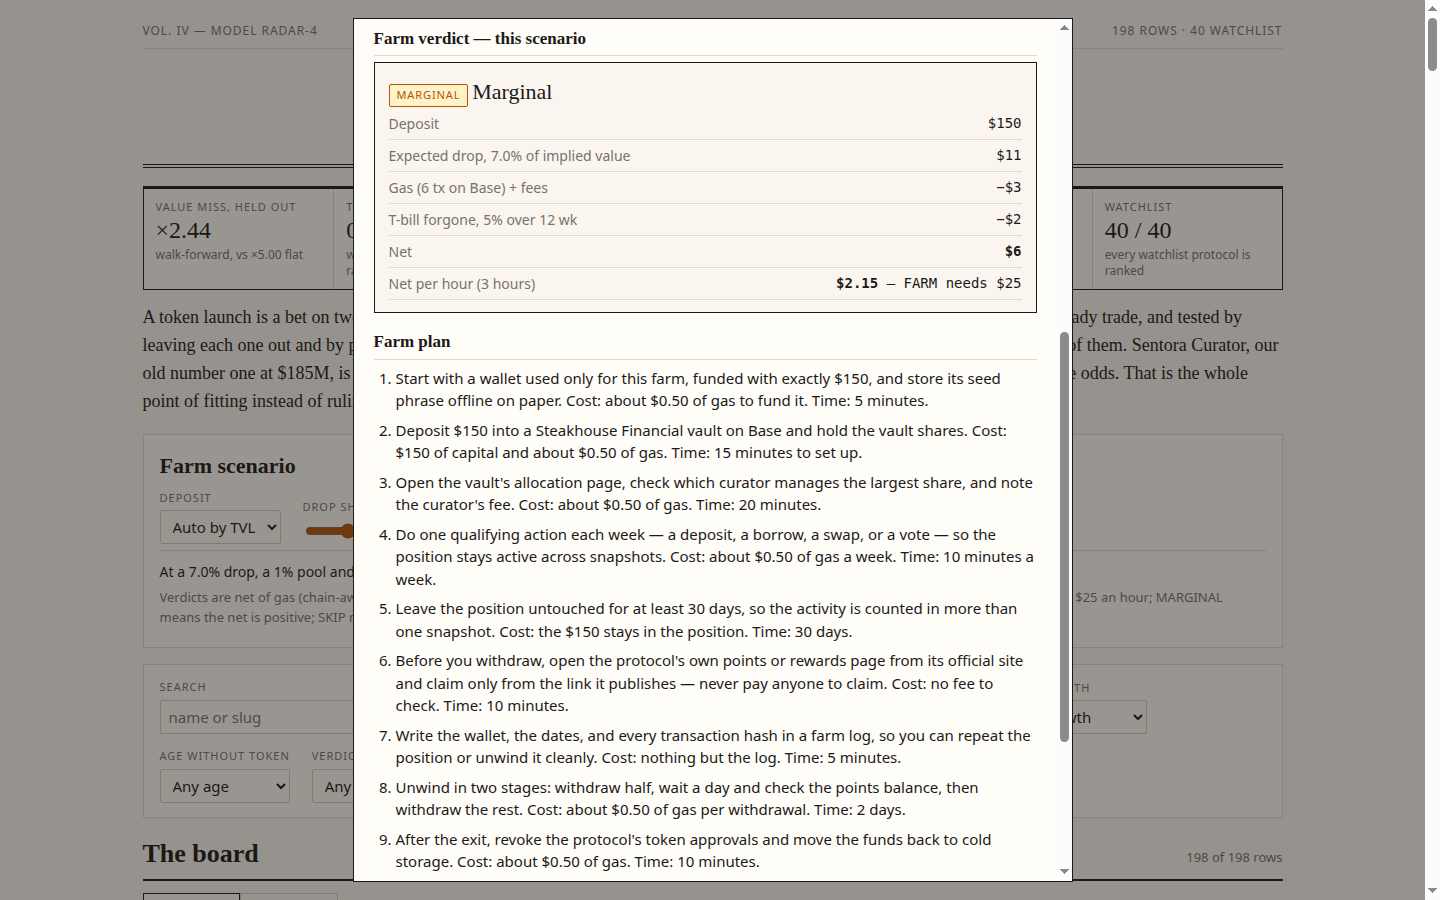 VOL. IV — MODEL RADAR-4
198 ROWS · 40 WATCHLIST
VALUE MISS, HELD OUT
×2.44
walk-forward, vs ×5.00 flat
WATCHLIST
40 / 40
every watchlist protocol is
ranked
A token launch is a bet on tw
ady trade, and tested by
leaving each one out and by p
of them. Sentora Curator, our
old number one at $185M, is
e odds. That is the whole
point of fitting instead of ruli
Farm scenario
DEPOSIT
DROP SH
Auto by TVL
At a 7.0% drop, a 1% pool and
Verdicts are net of gas (chain-aw
$25 an hour; MARGINAL
means the net is positive; SKIP
SEARCH
TH
name or slug
wth
AGE WITHOUT TOKEN
VERDIC
Any age
Any
The board
198 of 198 rows
Farm verdict — this scenario
MARGINAL Marginal
Deposit $150
Expected drop, 7.0% of implied value $11
Gas (6 tx on Base) + fees −$3
T-bill forgone, 5% over 12 wk −$2
Net $6
Net per hour (3 hours) $2.15 — FARM needs $25
Farm plan
1. Start with a wallet used only for this farm, funded with exactly $150, and store its seed
phrase offline on paper. Cost: about $0.50 of gas to fund it. Time: 5 minutes.
2. Deposit $150 into a Steakhouse Financial vault on Base and hold the vault shares. Cost:
$150 of capital and about $0.50 of gas. Time: 15 minutes to set up.
3. Open the vault's allocation page, check which curator manages the largest share, and note
the curator's fee. Cost: about $0.50 of gas. Time: 20 minutes.
4. Do one qualifying action each week — a deposit, a borrow, a swap, or a vote — so the
position stays active across snapshots. Cost: about $0.50 of gas a week. Time: 10 minutes a
week.
5. Leave the position untouched for at least 30 days, so the activity is counted in more than
one snapshot. Cost: the $150 stays in the position. Time: 30 days.
6. Before you withdraw, open the protocol's own points or rewards page from its official site
and claim only from the link it publishes — never pay anyone to claim. Cost: no fee to
check. Time: 10 minutes.
7. Write the wallet, the dates, and every transaction hash in a farm log, so you can repeat the
position or unwind it cleanly. Cost: nothing but the log. Time: 5 minutes.
8. Unwind in two stages: withdraw half, wait a day and check the points balance, then
withdraw the rest. Cost: about $0.50 of gas per withdrawal. Time: 2 days.
9. After the exit, revoke the protocol's token approvals and move the funds back to cold
storage. Cost: about $0.50 of gas. Time: 10 minutes.